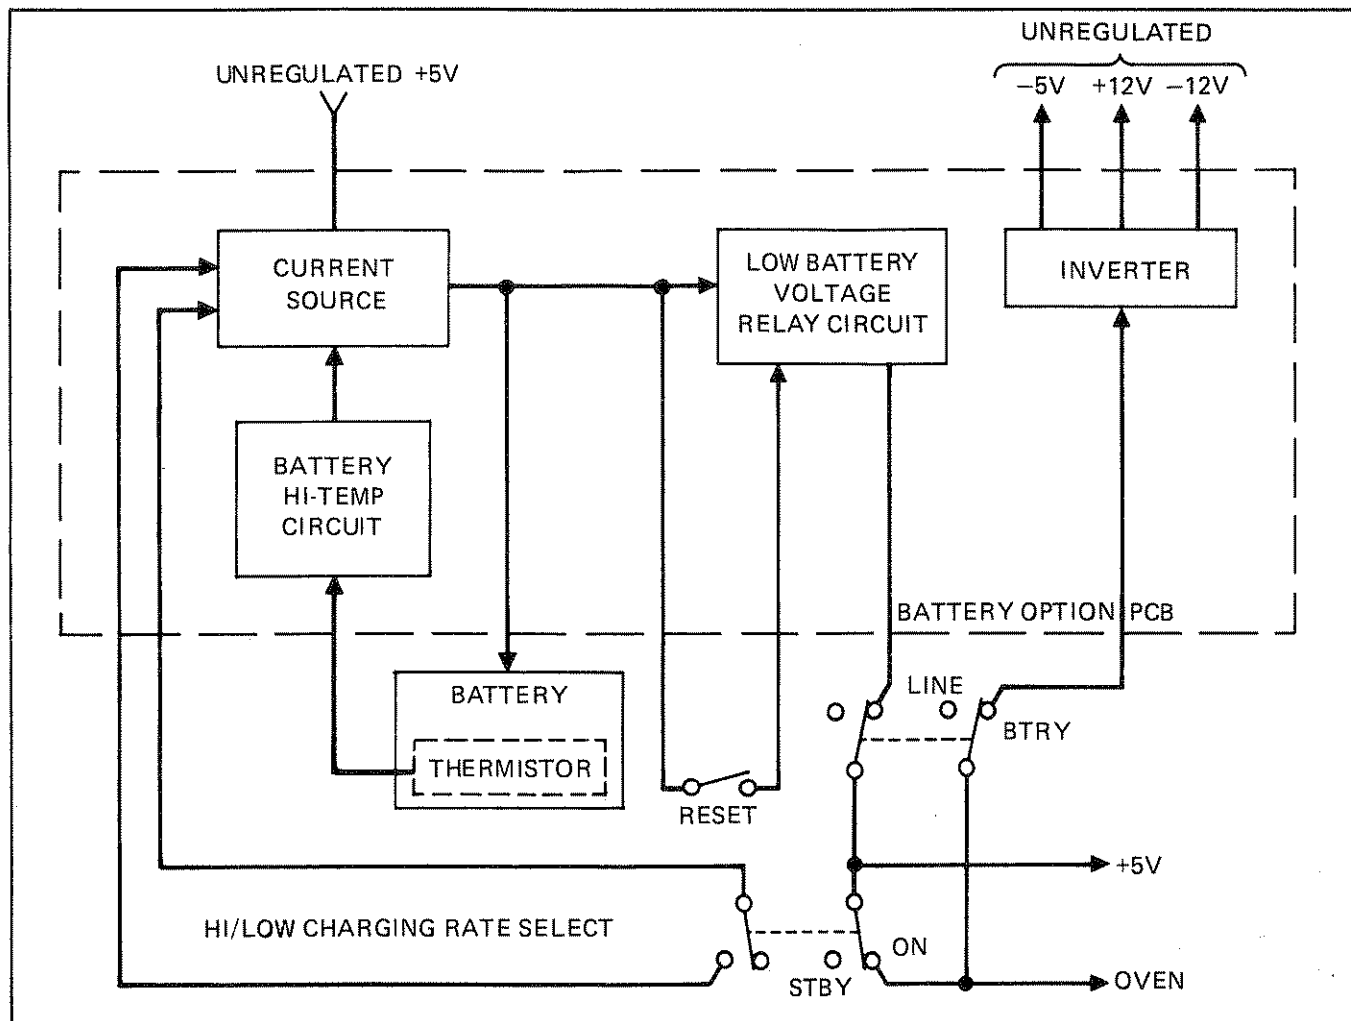 UNREGULATED
UNREGULATED +5V
−5V +12V −12V
CURRENT
SOURCE
LOW BATTERY
VOLTAGE
RELAY CIRCUIT
INVERTER
BATTERY
HI-TEMP
CIRCUIT
BATTERY OPTION PCB
BATTERY
THERMISTOR
LINE
BTRY
RESET
+5V
HI/LOW CHARGING RATE SELECT
ON
STBY
OVEN